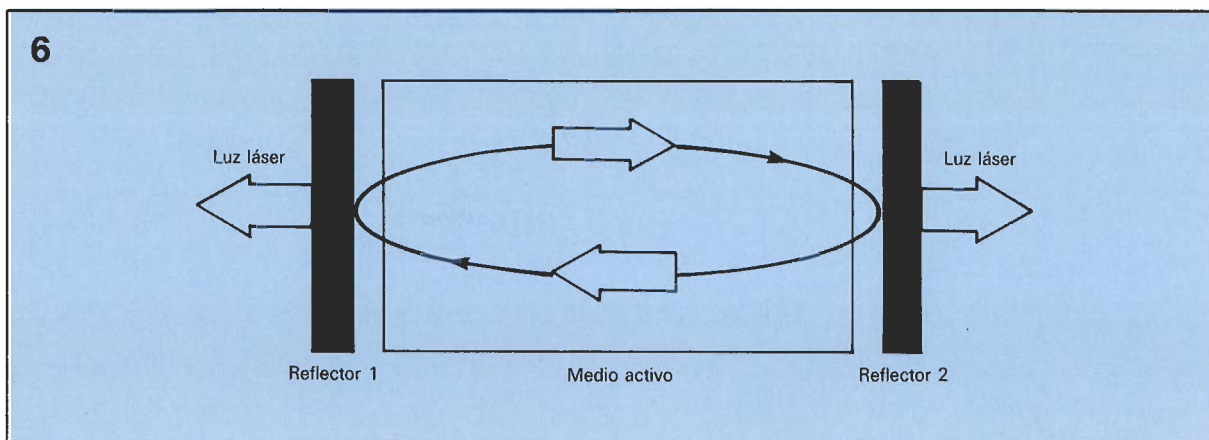 6
Luz láser
Luz láser
Reflector 1
Medio activo
Reflector 2